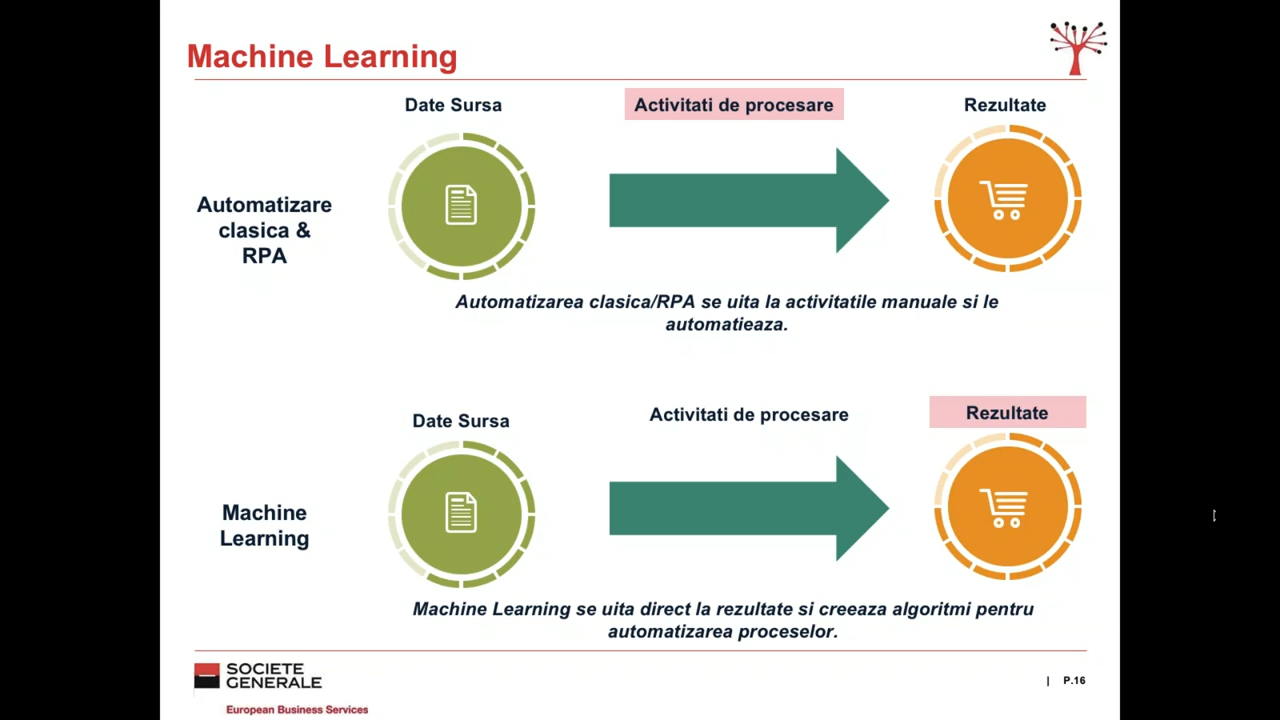 Machine Learning
Date Sursa
Activitati de procesare
Rezultate
Automatizare
clasica &
RPA
Automatizarea clasica/RPA se uita la activitatile manuale si le
automatieaza.
Date Sursa
Activitati de procesare
Rezultate
Machine
Learning
Machine Learning se uita direct la rezultate si creeaza algoritmi pentru
automatizarea proceselor.
SOCIETE
GENERALE
European Business Services
| P.16